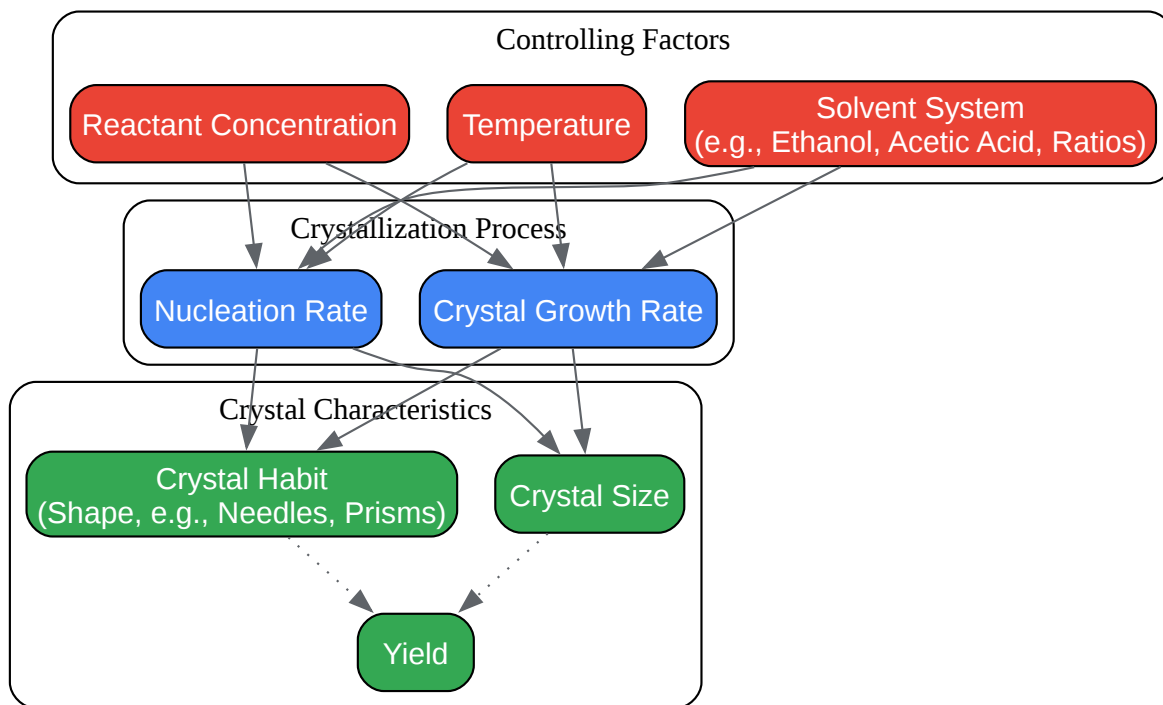 Controlling Factors
Reactant Concentration
Temperature
Solvent System
(e.g., Ethanol, Acetic Acid, Ratios)
Crystallization Process
Nucleation Rate
Crystal Growth Rate
Crystal Characteristics
Crystal Habit
(Shape, e.g., Needles, Prisms)
Crystal Size
Yield